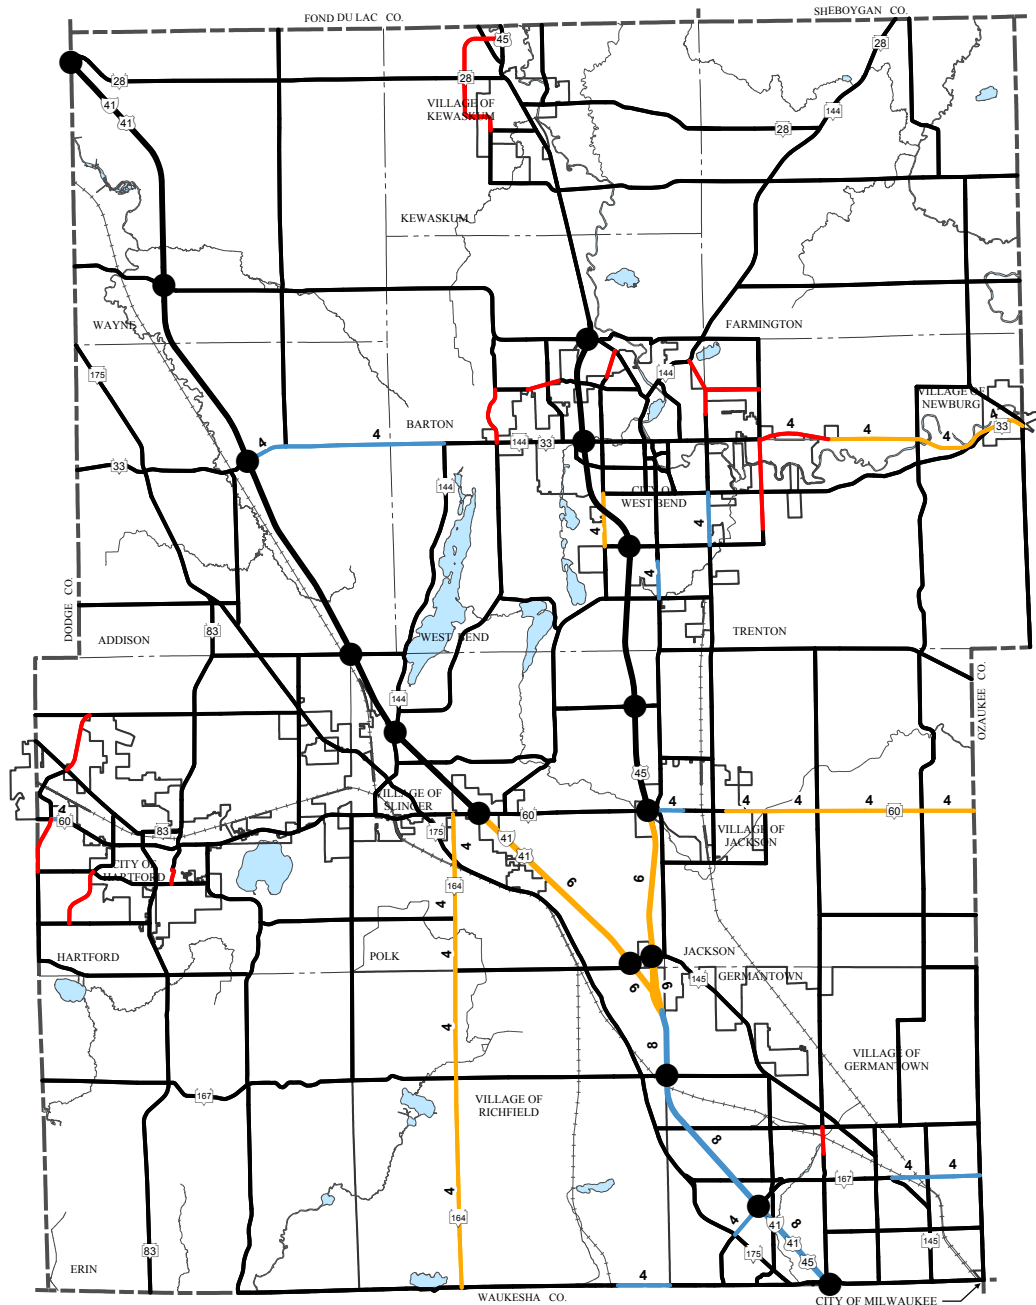 FOND DU LAC CO.
SHEBOYGAN CO.
45
28
28
28
41
41
VILLAGE OF
KEWASKUM
144
28
KEWASKUM
WAYNE
FARMINGTON
175
144
VILLAGE OF
NEWBURG
BARTON
4
4
144
33
4
4
4
4
33
33
144
CITY OF
WEST BEND
4
4
4
DODGE CO.
83
ADDISON
WEST BEND
TRENTON
OZAUKEE CO.
144
45
VILLAGE OF
SLINGER
4
60
83
175
60
4
4
4
60
4
VILLAGE OF
JACKSON
4
41
41
CITY OF
HARTFORD
164
6
6
4
4
HARTFORD
POLK
JACKSON
GERMANTOWN
145
6
6
4
8
VILLAGE OF
GERMANTOWN
167
VILLAGE OF
RICHFIELD
8
4
4
167
4
164
4
41
8
41
45
175
145
83
ERIN
4
WAUKESHA CO.
CITY OF MILWAUKEE